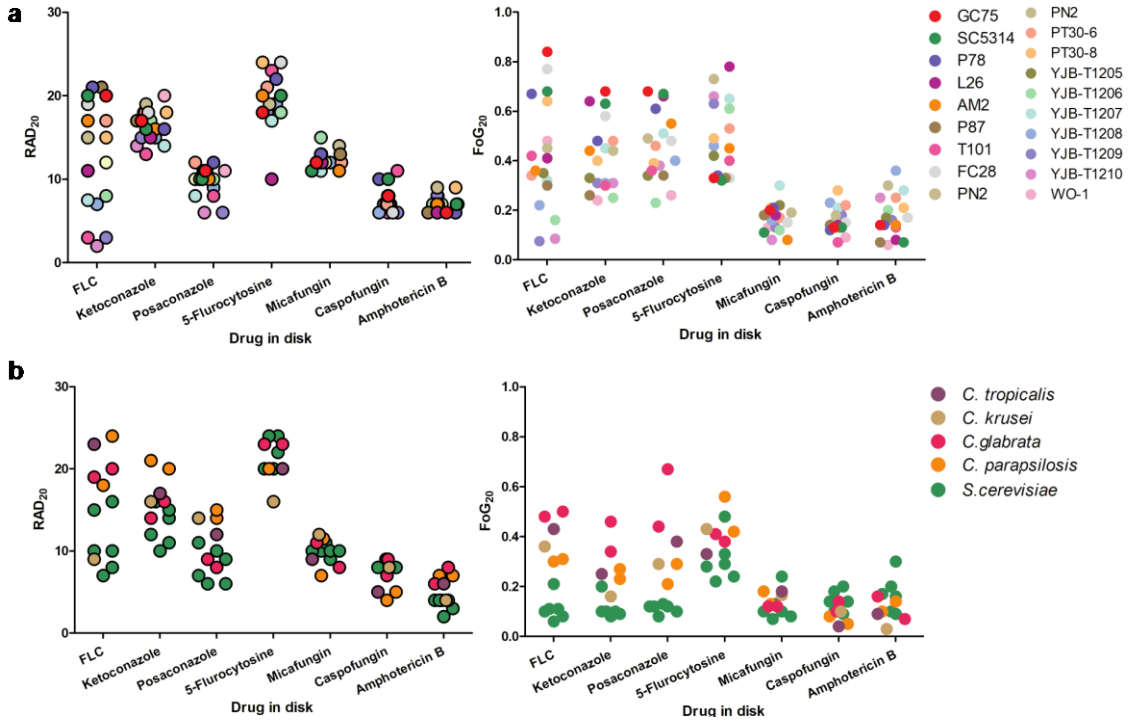 a
30
20
10
0
RAD20
FLC
Ketoconazole
Posaconazole
5-Flurocytosine
Micafungin
Caspofungin
Amphotericin B
Drug in disk
1.0
0.8
0.6
0.4
0.2
0.0
FoG20
FLC
Ketoconazole
Posaconazole
5-Flurocytosine
Micafungin
Caspofungin
Amphotericin B
Drug in disk
GC75
SC5314
P78
L26
AM2
P87
T101
FC28
PN2
PN2
PT30-6
PT30-8
YJB-T1205
YJB-T1206
YJB-T1207
YJB-T1208
YJB-T1209
YJB-T1210
WO-1
b
30
20
10
0
RAD20
FLC
Ketoconazole
Posaconazole
5-Flurocytosine
Micafungin
Caspofungin
Amphotericin B
Drug in disk
1.0
0.8
0.6
0.4
0.2
0.0
FoG20
FLC
Ketoconazole
Posaconazole
5-Flurocytosine
Micafungin
Caspofungin
Amphotericin B
Drug in disk
C. tropicalis
C. krusei
C.glabrata
C. parapsilosis
S.cerevisiae